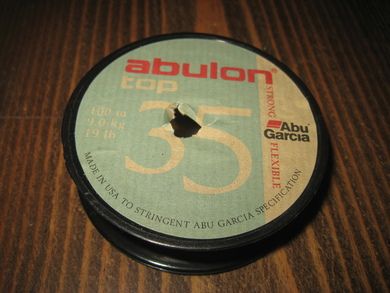 abulon®
top
100 m
9.0 kg
19 lb
35
STRONG
FLEXIBLE
Abu
Garcia
MADE IN USA TO STRINGENT ABU GARCIA SPECIFICATION